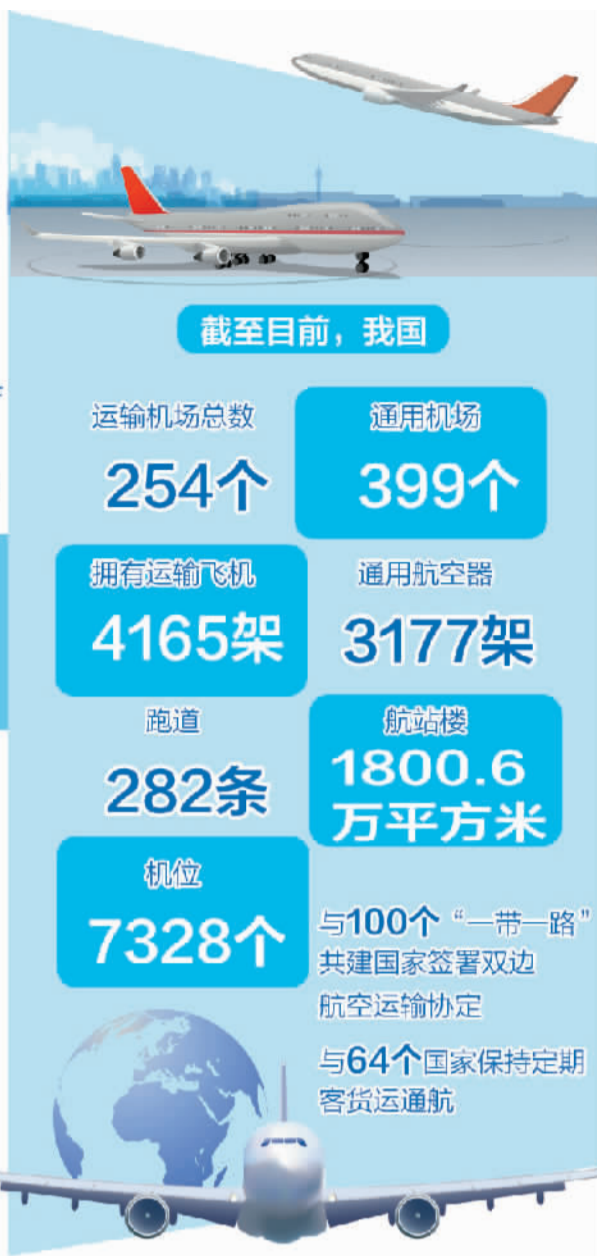 截至目前，我国
运输机场总数
254个
通用机场
399个
拥有运输飞机
4165架
通用航空器
3177架
跑道
282条
航站楼
1800.6
万平方米
机位
7328个
与100个“一带一路”
共建国家签署双边
航空运输协定
与64个国家保持定期
客货运通航